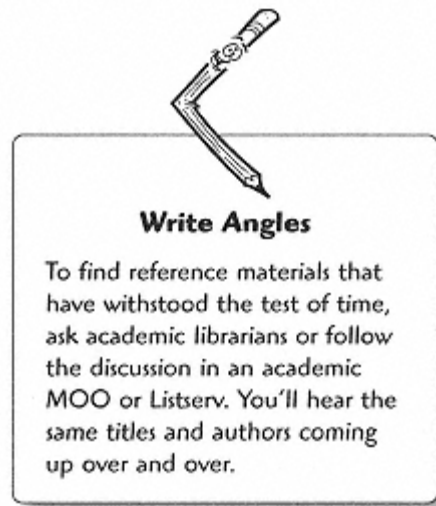 Write Angles
To find reference materials that
have withstood the test of time,
ask academic librarians or follow
the discussion in an academic
MOO or Listserv. You'll hear the
same titles and authors coming
up over and over.